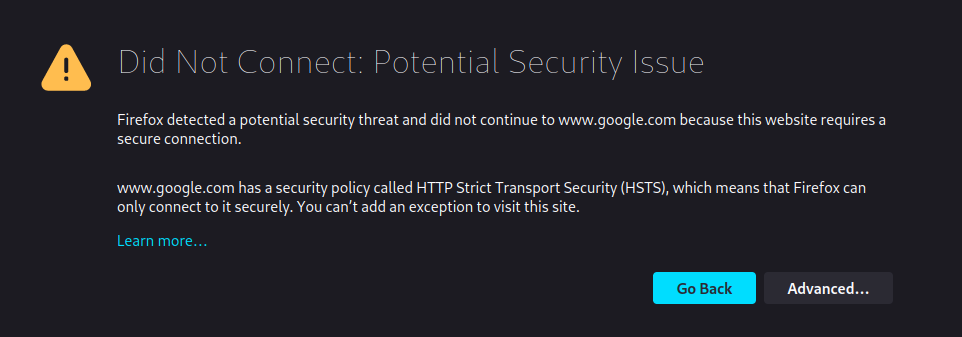 Did Not Connect: Potential Security Issue
Firefox detected a potential security threat and did not continue to www.google.com because this website requires a
secure connection.
www.google.com has a security policy called HTTP Strict Transport Security (HSTS), which means that Firefox can
only connect to it securely. You can’t add an exception to visit this site.
Learn more…
Go Back
Advanced…